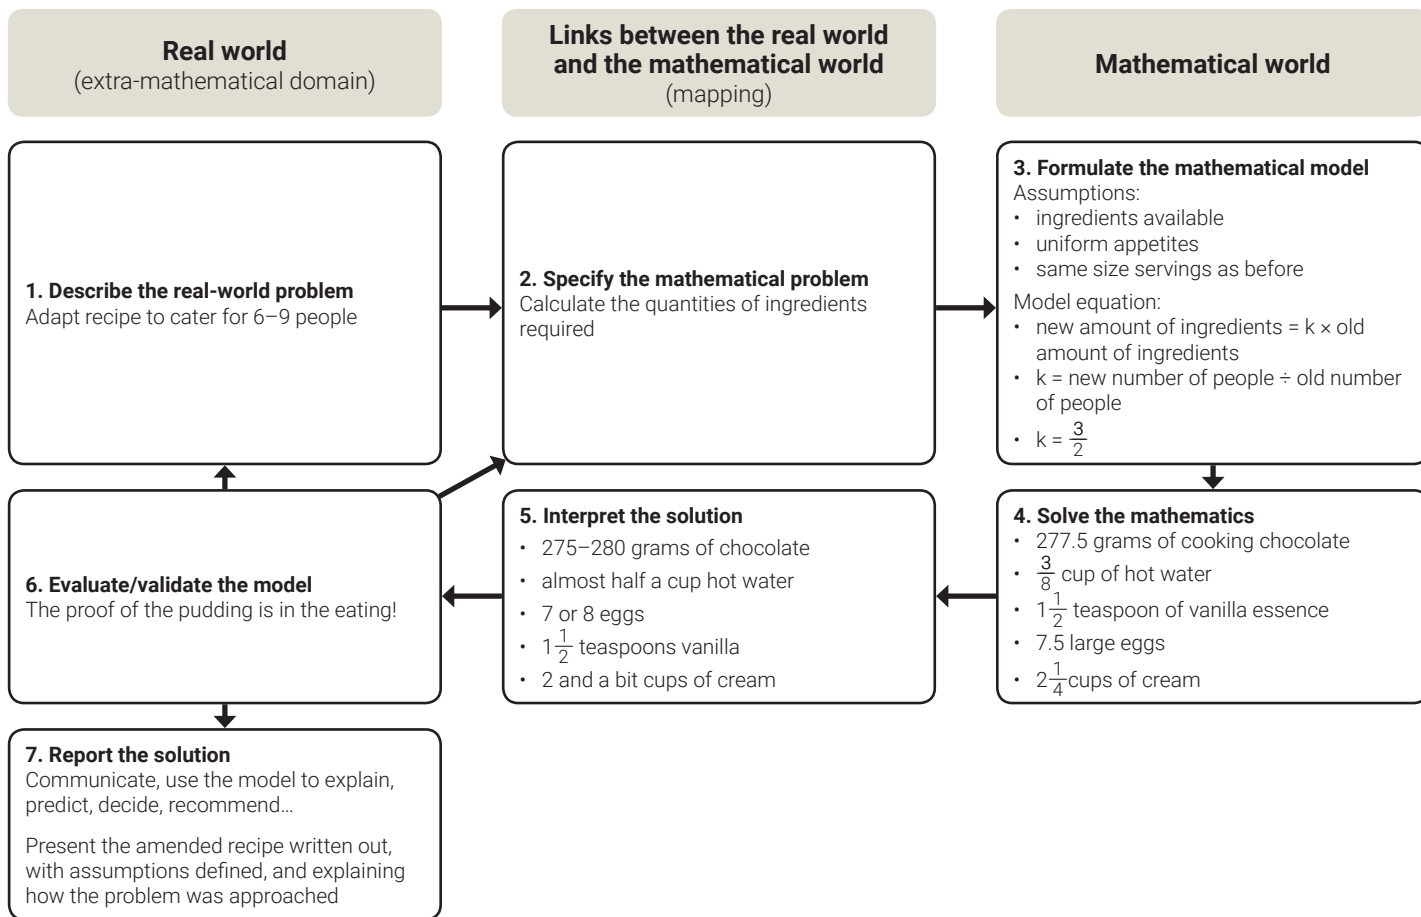 Real world
(extra-mathematical domain)
Links between the real world
and the mathematical world
(mapping)
Mathematical world
1. Describe the real-world problem
Adapt recipe to cater for 6–9 people
2. Specify the mathematical problem
Calculate the quantities of ingredients
required
3. Formulate the mathematical model
Assumptions:
• ingredients available
• uniform appetites
• same size servings as before
Model equation:
• new amount of ingredients = k × old
amount of ingredients
• k = new number of people ÷ old number
of people
• k = 3/2
4. Solve the mathematics
• 277.5 grams of cooking chocolate
• 3/8 cup of hot water
• 1 1/2 teaspoon of vanilla essence
• 7.5 large eggs
• 2 1/4 cups of cream
5. Interpret the solution
• 275–280 grams of chocolate
• almost half a cup hot water
• 7 or 8 eggs
• 1 1/2 teaspoons vanilla
• 2 and a bit cups of cream
6. Evaluate/validate the model
The proof of the pudding is in the eating!
7. Report the solution
Communicate, use the model to explain,
predict, decide, recommend…
Present the amended recipe written out,
with assumptions defined, and explaining
how the problem was approached